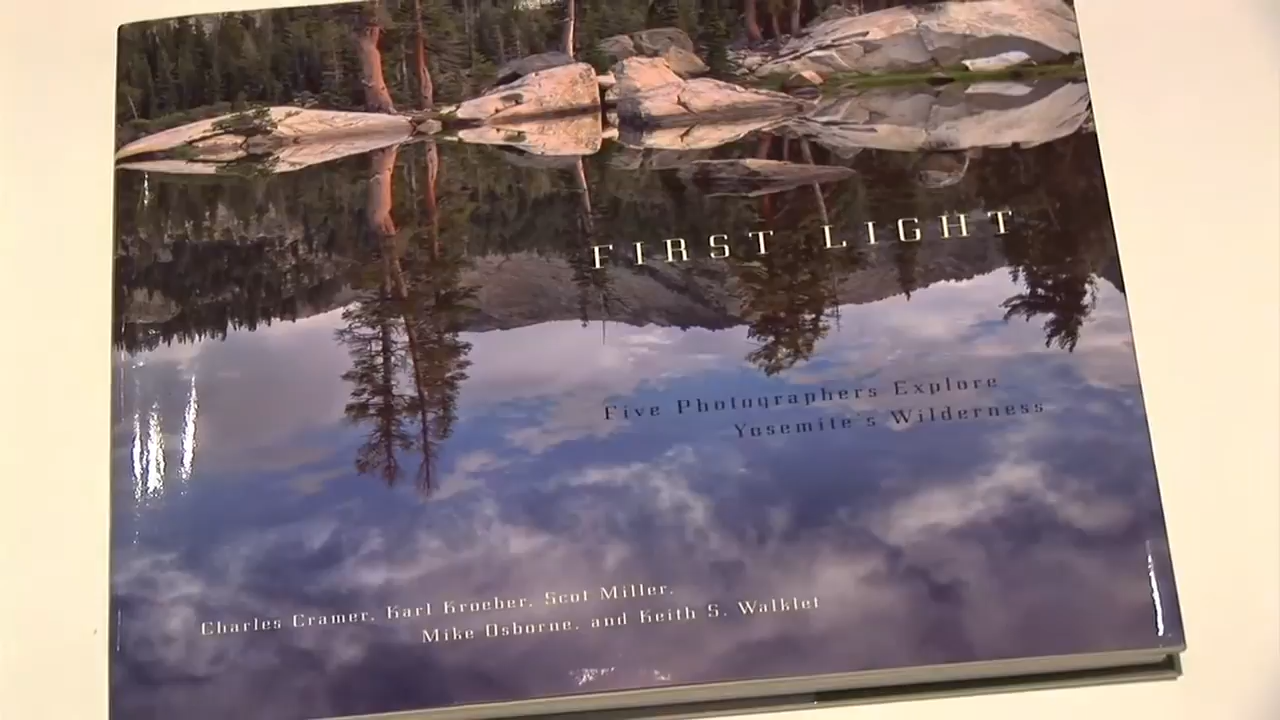 FIRST LIGHT
Five Photographers Explore
Yosemite's Wilderness
Charles Cramer, Karl Kroeber, Scot Miller,
Mike Osborne, and Keith S. Walklet